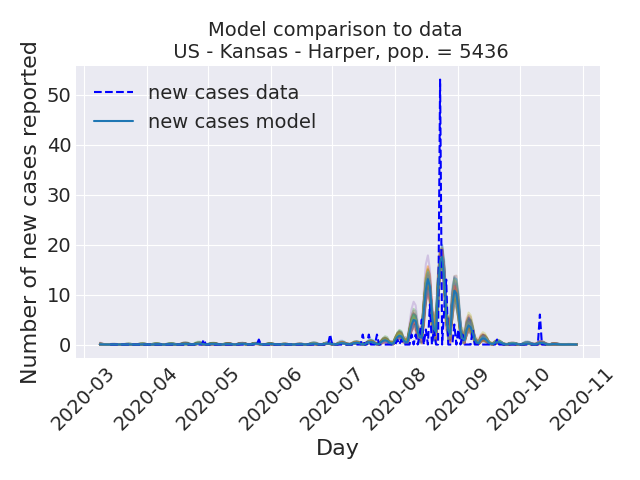 Model comparison to data
US - Kansas - Harper, pop. = 5436
Number of new cases reported
50
40
30
20
10
0
new cases data
new cases model
2020-03
2020-04
2020-05
2020-06
2020-07
2020-08
2020-09
2020-10
2020-11
Day